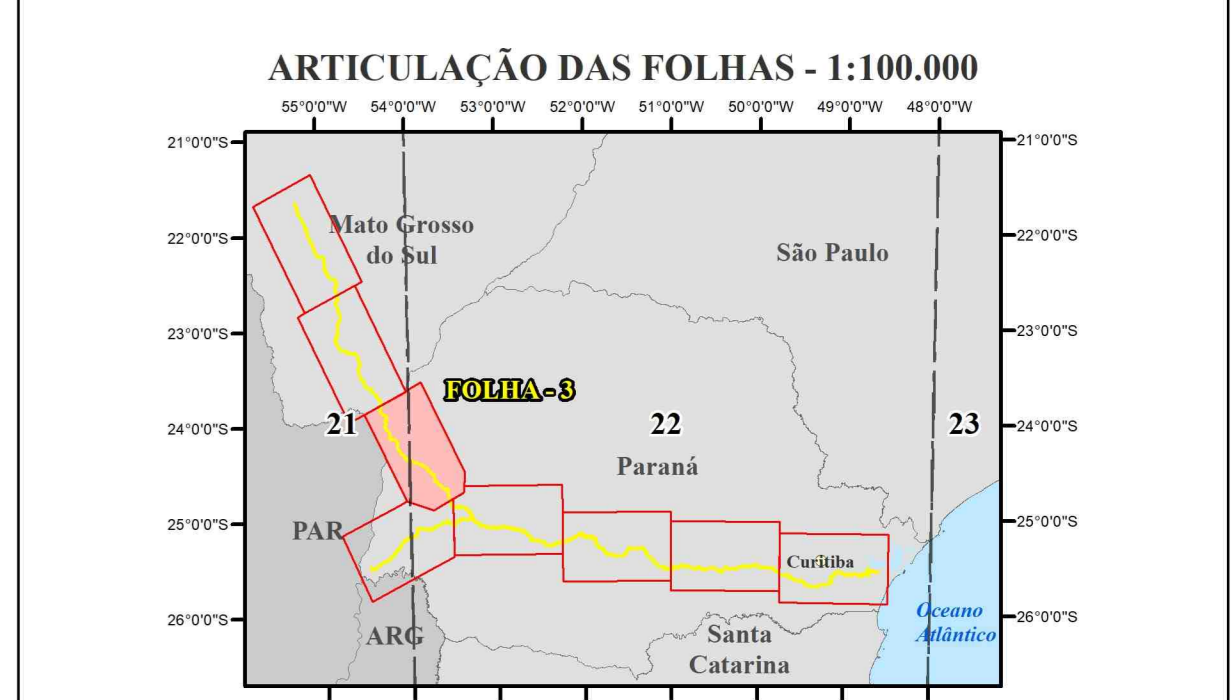 ARTICULAÇÃO DAS FOLHAS - 1:100.000
55°0'0"W 54°0'0"W 53°0'0"W 52°0'0"W 51°0'0"W 50°0'0"W 49°0'0"W 48°0'0"W
21°0'0"S 21°0'0"S
Mato Grosso
do Sul
22°0'0"S 22°0'0"S
São Paulo
23°0'0"S 23°0'0"S
FOLHA - 3
21 22 23
24°0'0"S 24°0'0"S
Paraná
PAR
25°0'0"S 25°0'0"S
Curitiba
26°0'0"S 26°0'0"S
Oceano
Atlântico
ARG
Santa
Catarina